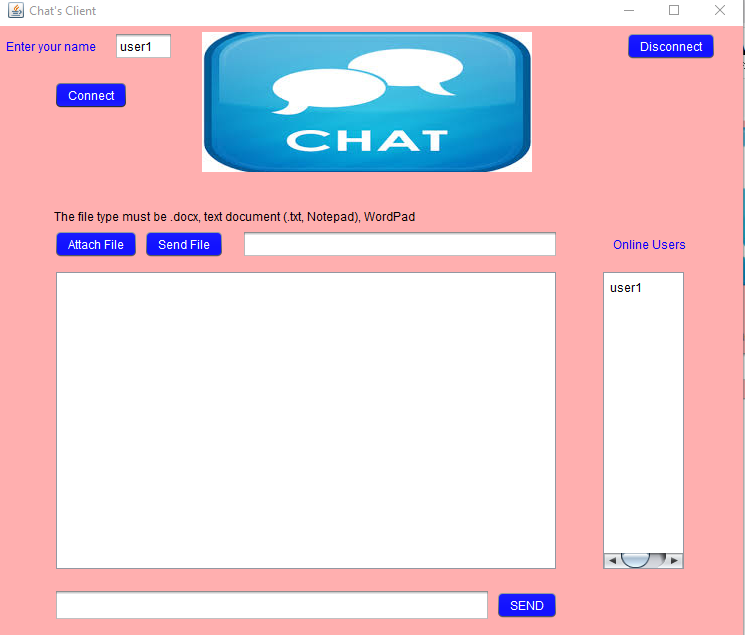 Chat's Client
Enter your name user1
Disconnect
Connect
CHAT
The file type must be .docx, text document (.txt, Notepad), WordPad
Attach File Send File
Online Users
user1
SEND